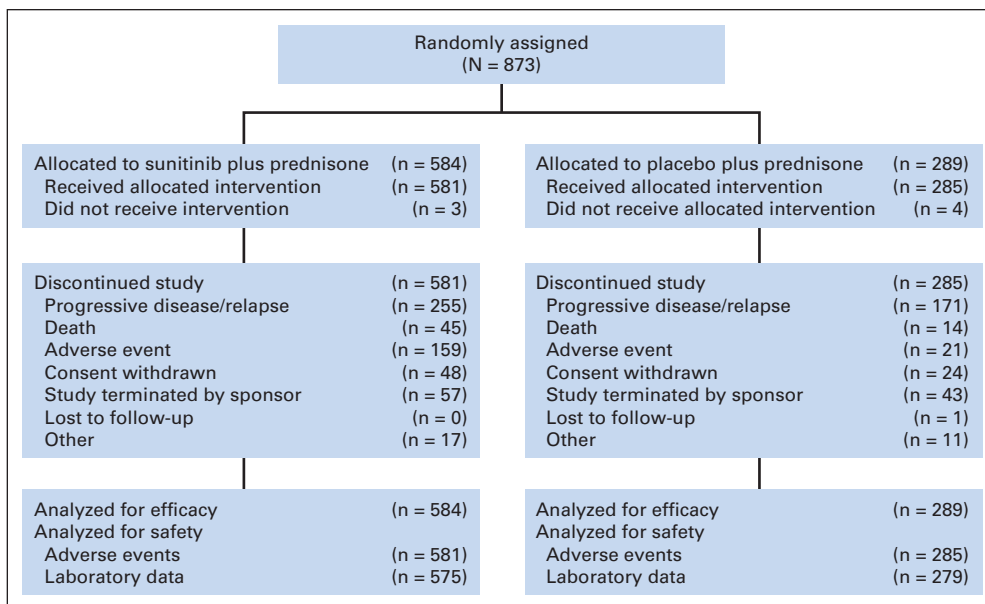 Randomly assigned
(N = 873)
Allocated to sunitinib plus prednisone (n = 584)
Received allocated intervention (n = 581)
Did not receive intervention (n = 3)
Allocated to placebo plus prednisone (n = 289)
Received allocated intervention (n = 285)
Did not receive allocated intervention (n = 4)
Discontinued study (n = 581)
Progressive disease/relapse (n = 255)
Death (n = 45)
Adverse event (n = 159)
Consent withdrawn (n = 48)
Study terminated by sponsor (n = 57)
Lost to follow-up (n = 0)
Other (n = 17)
Discontinued study (n = 285)
Progressive disease/relapse (n = 171)
Death (n = 14)
Adverse event (n = 21)
Consent withdrawn (n = 24)
Study terminated by sponsor (n = 43)
Lost to follow-up (n = 1)
Other (n = 11)
Analyzed for efficacy (n = 584)
Analyzed for safety
Adverse events (n = 581)
Laboratory data (n = 575)
Analyzed for efficacy (n = 289)
Analyzed for safety
Adverse events (n = 285)
Laboratory data (n = 279)